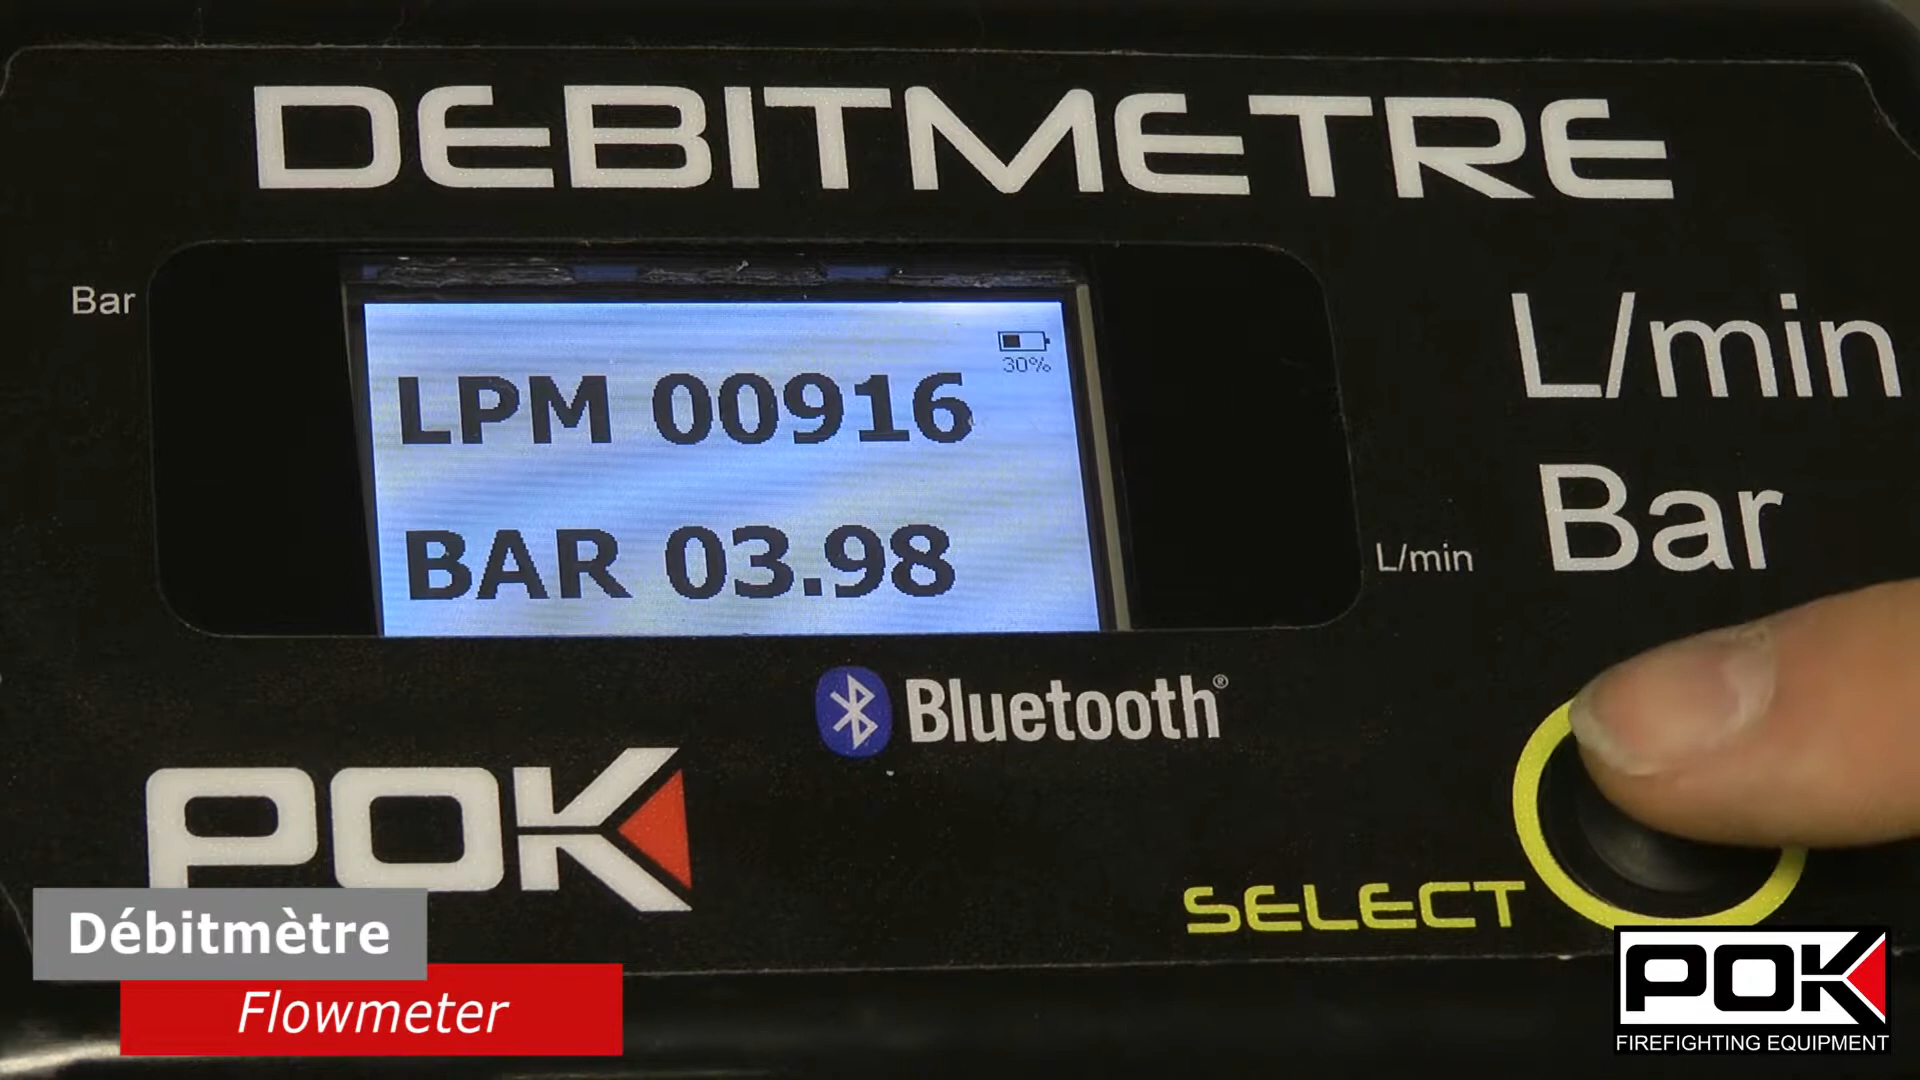 DEBITMETRE
Bar
30%
LPM 00916
BAR 03.98
L/min
Bar
L/min
Bluetooth®
POK
SELECT
Débitmètre
Flowmeter
POK
FIREFIGHTING EQUIPMENT